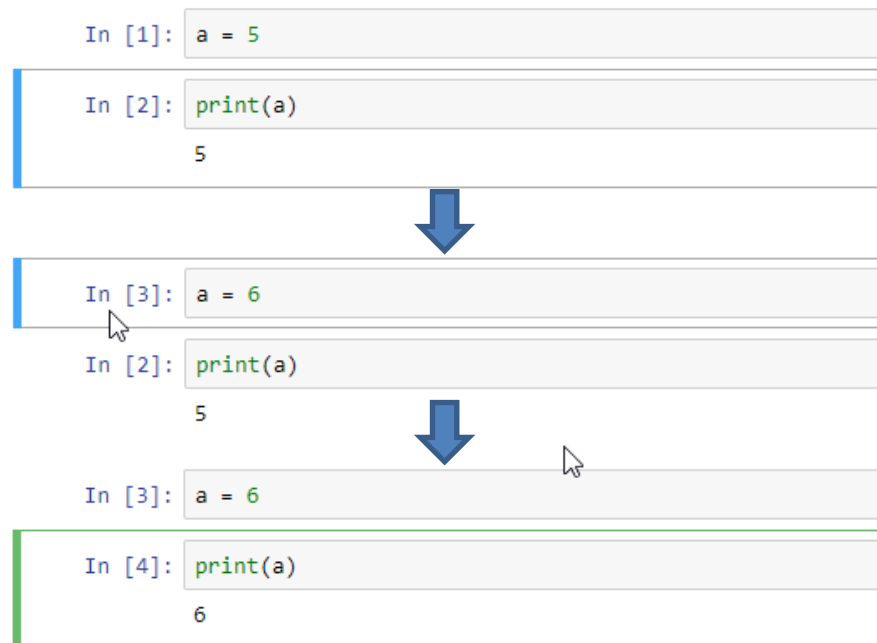 In [1]: a = 5
In [2]: print(a)
5
In [3]: a = 6
In [2]: print(a)
5
In [3]: a = 6
In [4]: print(a)
6